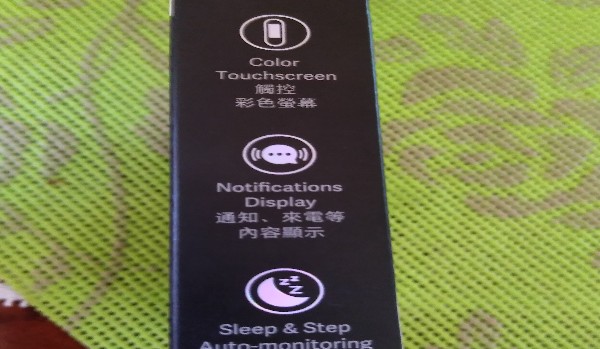 Color
Touchscreen
觸控
彩色螢幕
Notifications
Display
通知、來電等
內容顯示
zzZ
Sleep & Step
Auto-monitoring